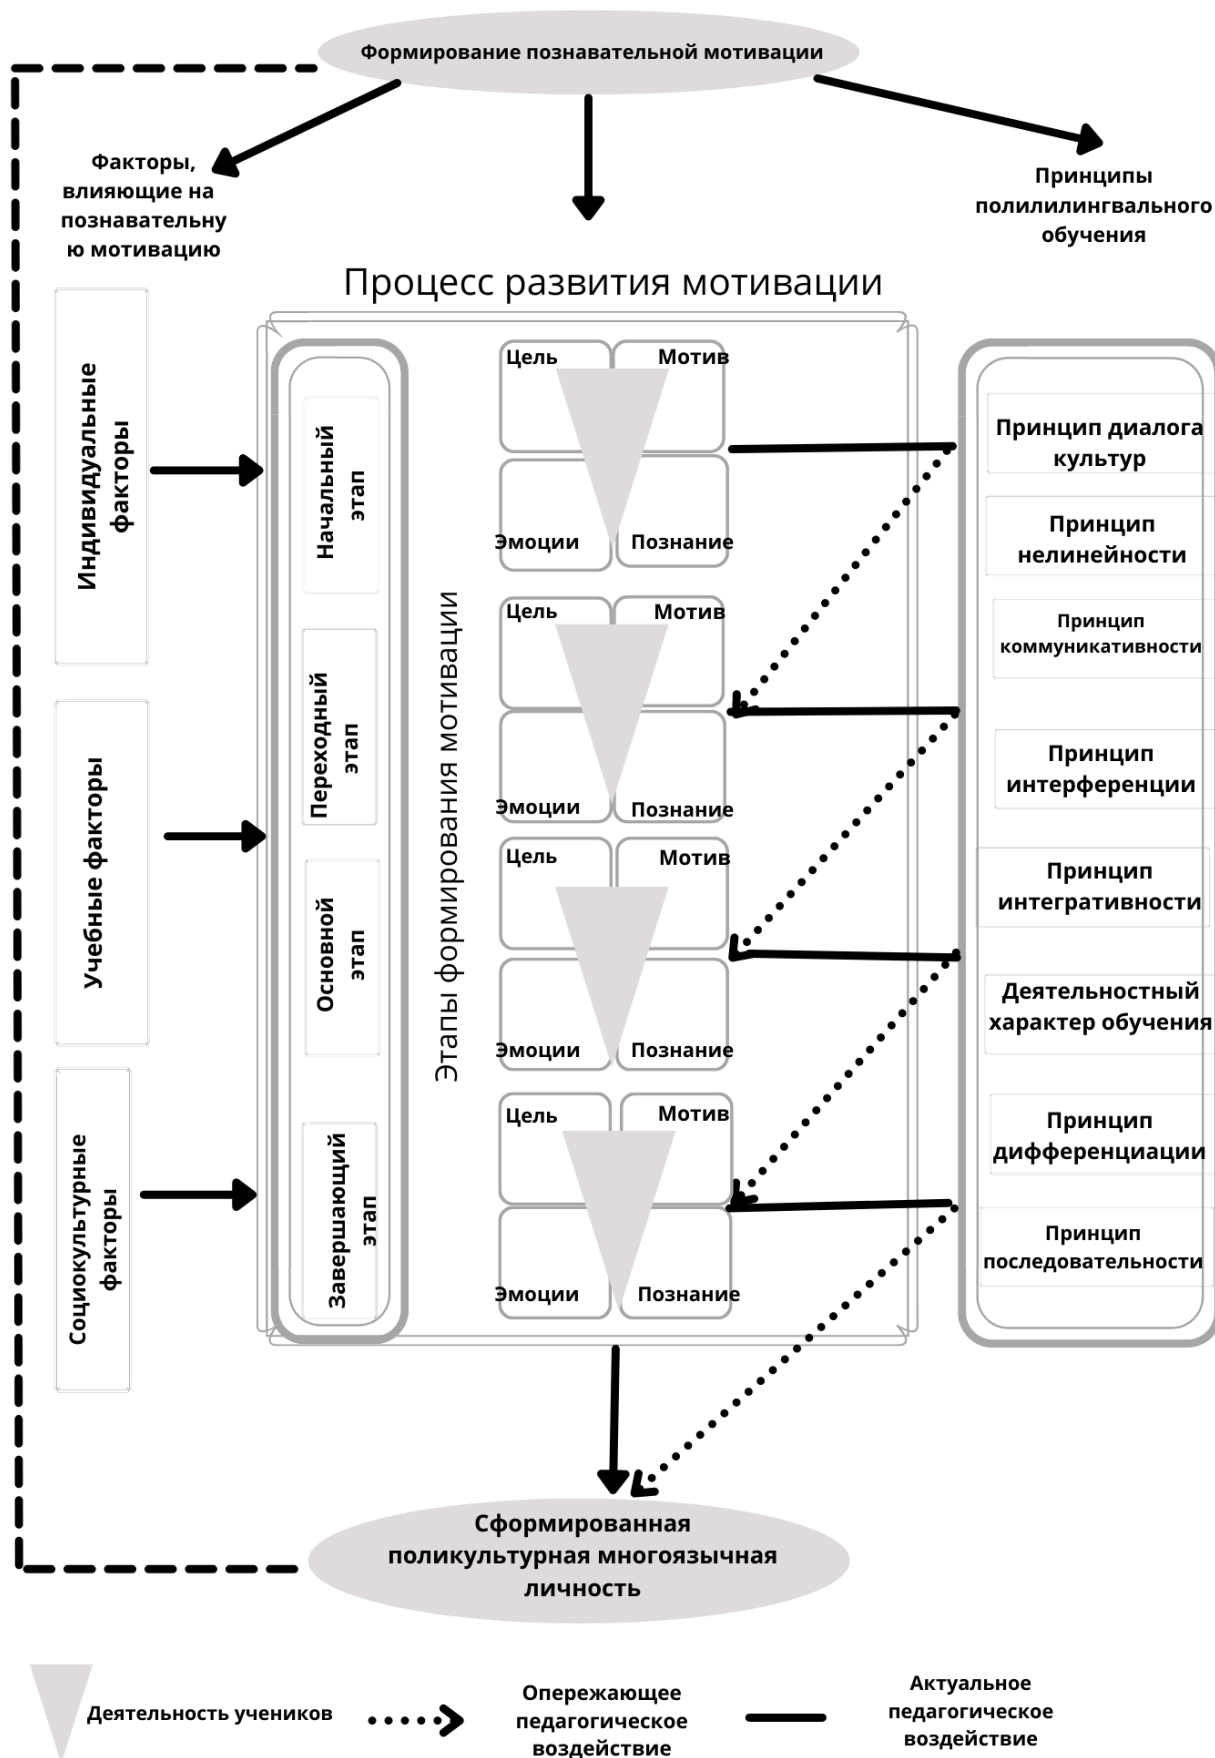 Формирование познавательной мотивации
Факторы,
влияющие на
познавательну
ю мотивацию
Принципы
полилилингвального
обучения
Процесс развития мотивации
Индивидуальные
факторы
Учебные факторы
Социокультурные
факторы
Начальный
этап
Переходный
этап
Основной
этап
Завершающий
этап
Этапы формирования мотивации
Цель
Мотив
Эмоции
Познание
Цель
Мотив
Эмоции
Познание
Цель
Мотив
Эмоции
Познание
Цель
Мотив
Эмоции
Познание
Принцип диалога
культур
Принцип
нелинейности
Принцип
коммуникативности
Принцип
интерференции
Принцип
интегративности
Деятельностный
характер обучения
Принцип
дифференциации
Принцип
последовательности
Сформированная
поликультурная многоязычная
личность
Деятельность учеников
Опережающее
педагогическое
воздействие
Актуальное
педагогическое
воздействие